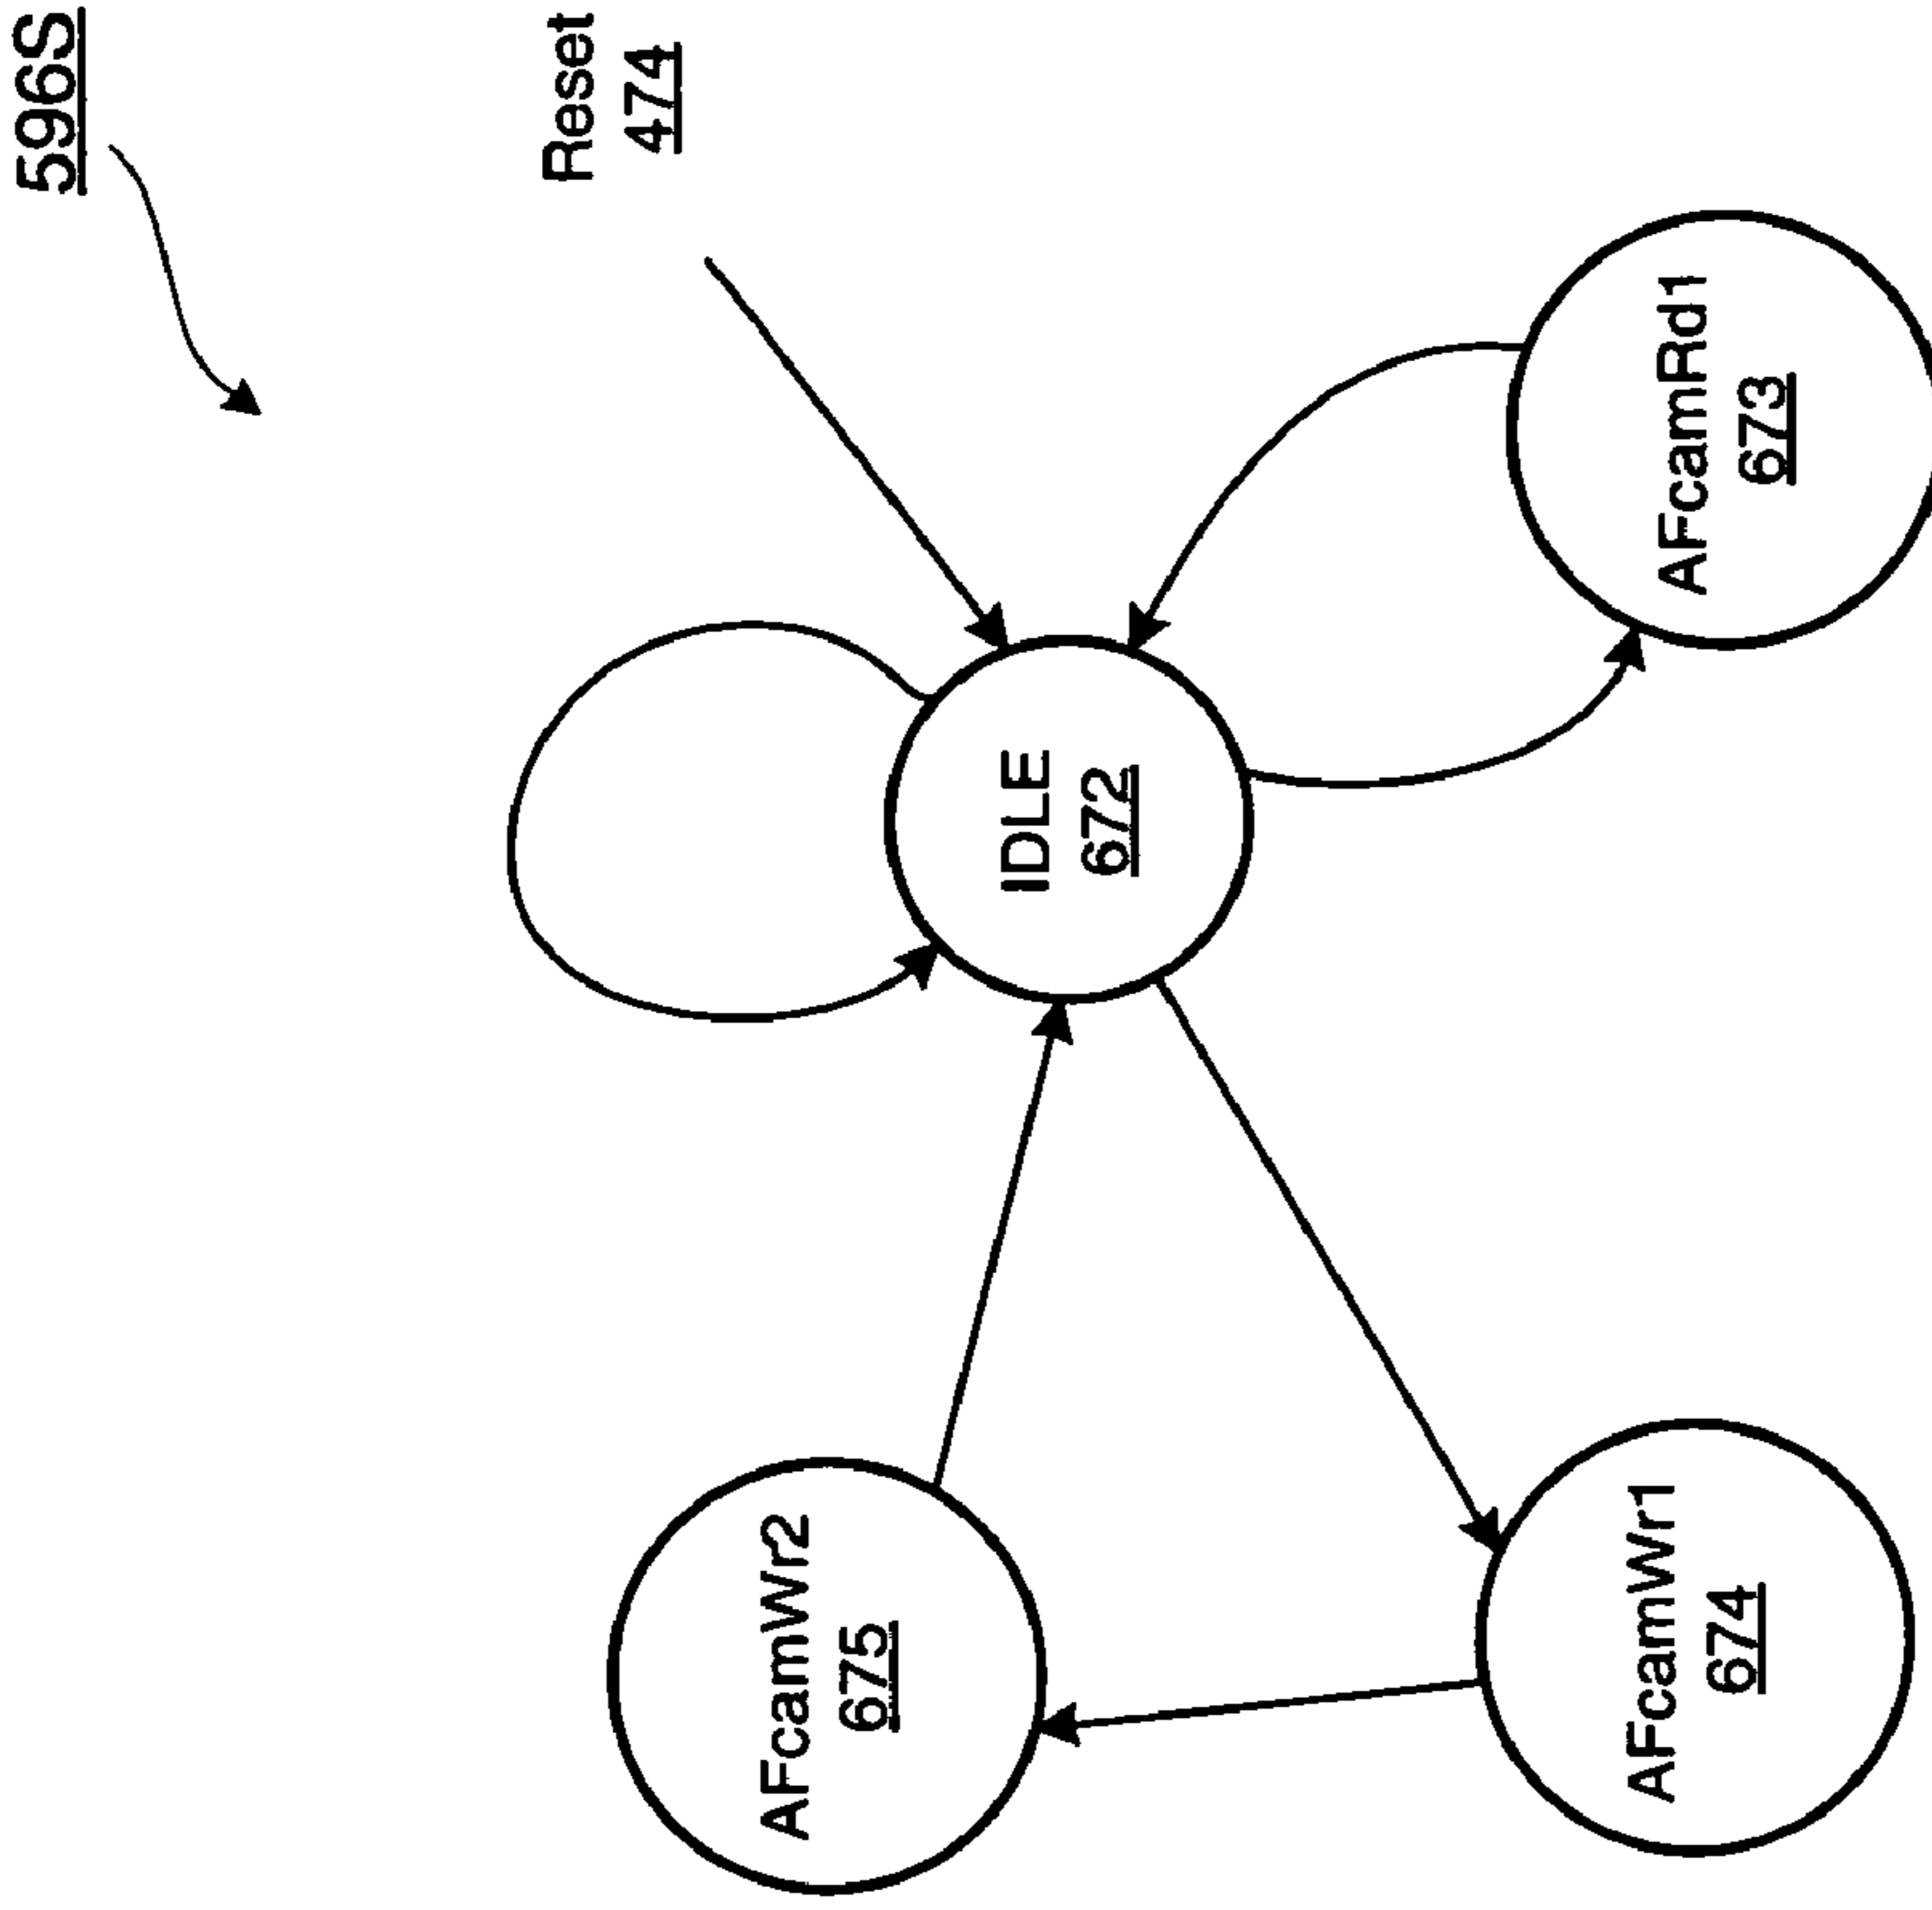 596S
Reset
474
IDLE
672
AFcamRd1
673
AFcamWr2
675
AFcamWr1
674